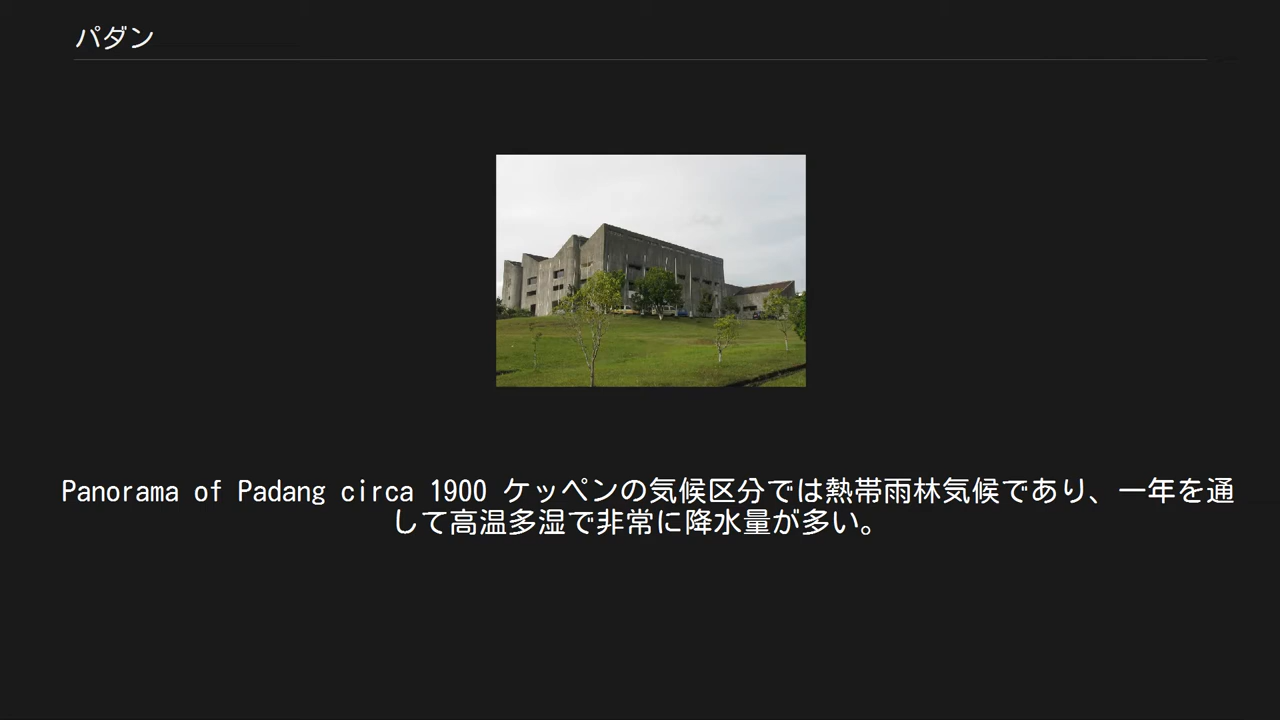 パダン
Panorama of Padang circa 1900 ケッペンの気候区分では熱帯雨林気候であり、一年を通
して高温多湿で非常に降水量が多い。